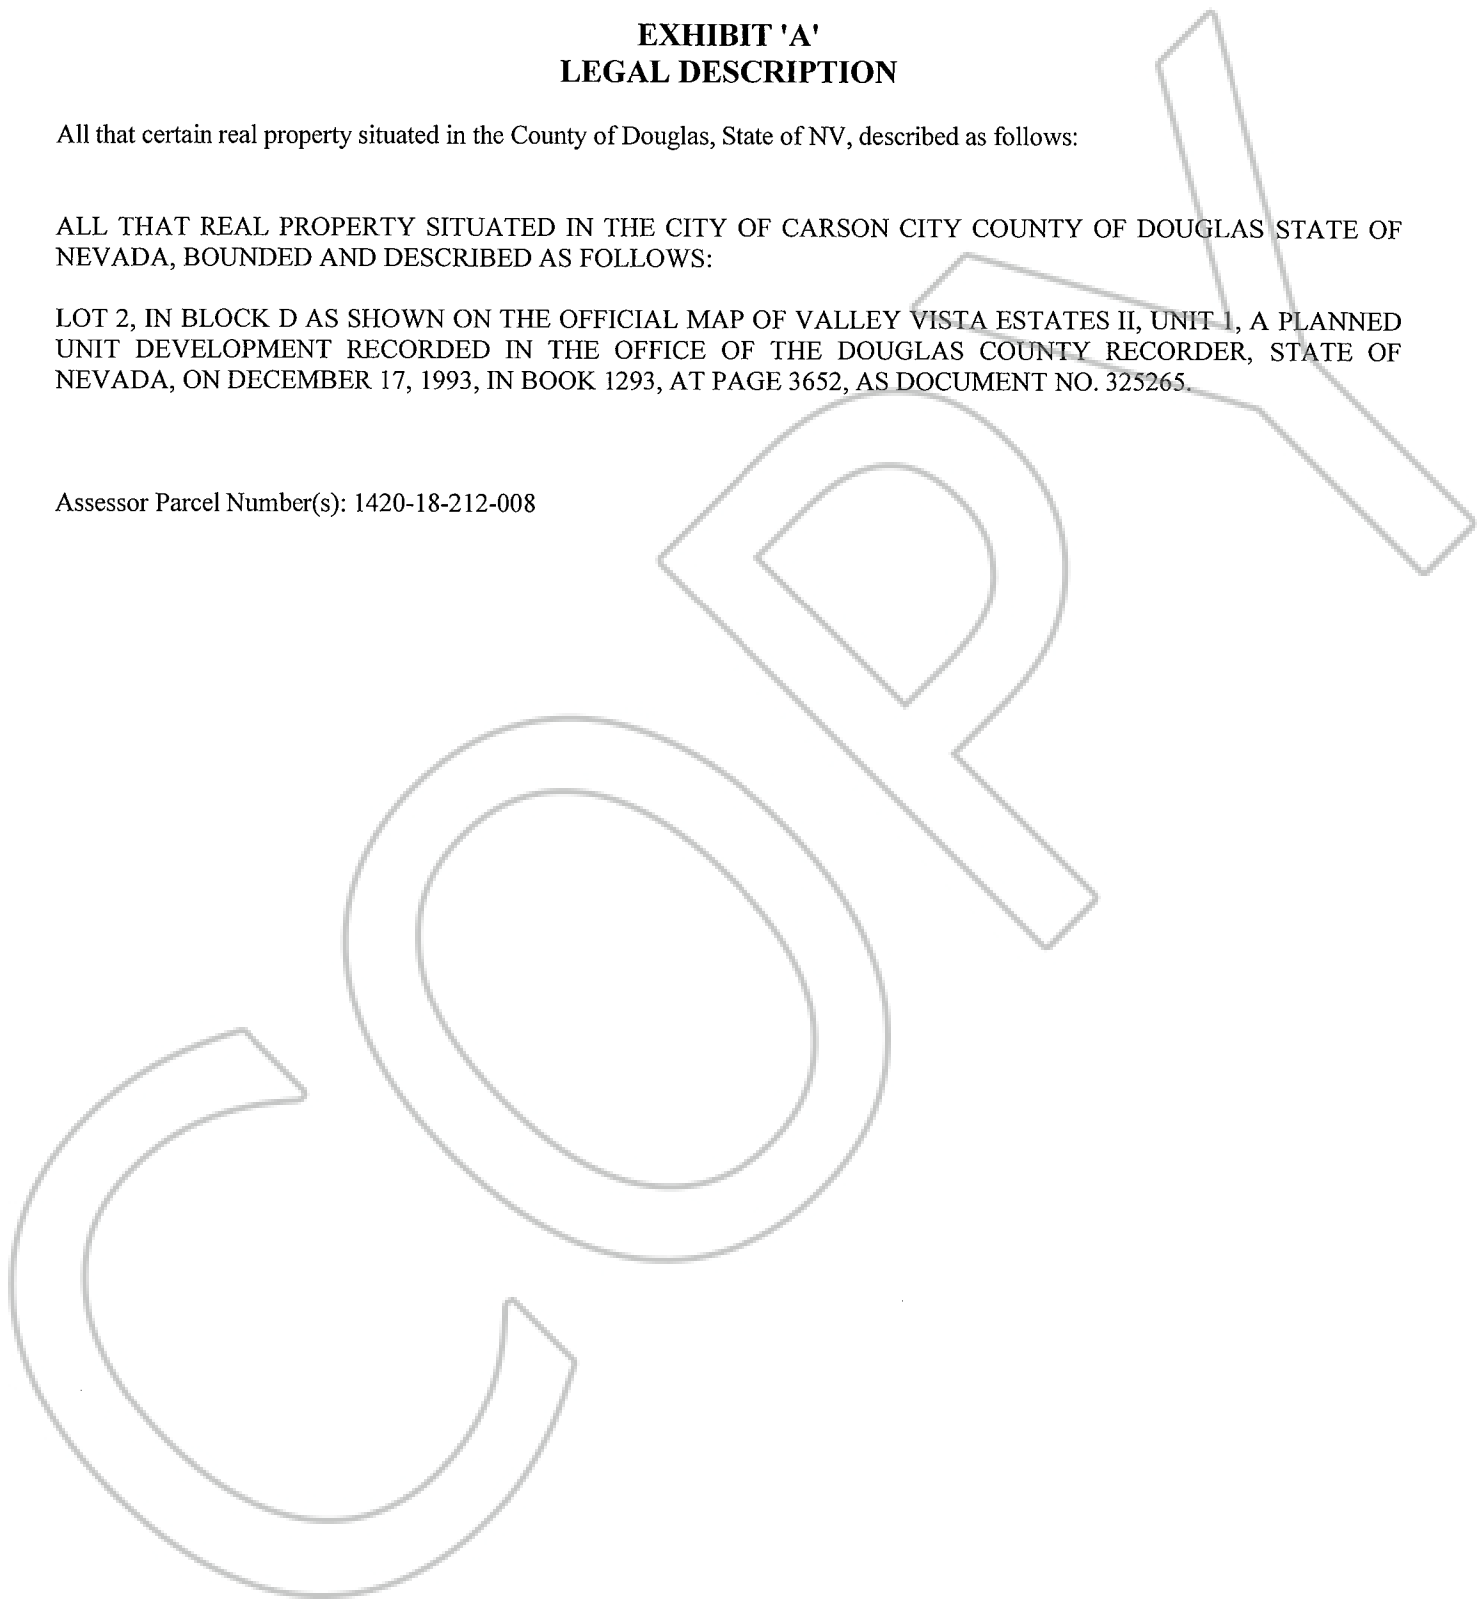 EXHIBIT 'A'
LEGAL DESCRIPTION
All that certain real property situated in the County of Douglas, State of NV, described as follows:
ALL THAT REAL PROPERTY SITUATED IN THE CITY OF CARSON CITY COUNTY OF DOUGLAS STATE OF
NEVADA, BOUNDED AND DESCRIBED AS FOLLOWS:
LOT 2, IN BLOCK D AS SHOWN ON THE OFFICIAL MAP OF VALLEY VISTA ESTATES II, UNIT 1, A PLANNED
UNIT DEVELOPMENT RECORDED IN THE OFFICE OF THE DOUGLAS COUNTY RECORDER, STATE OF
NEVADA, ON DECEMBER 17, 1993, IN BOOK 1293, AT PAGE 3652, AS DOCUMENT NO. 325265.
Assessor Parcel Number(s): 1420-18-212-008
COPY